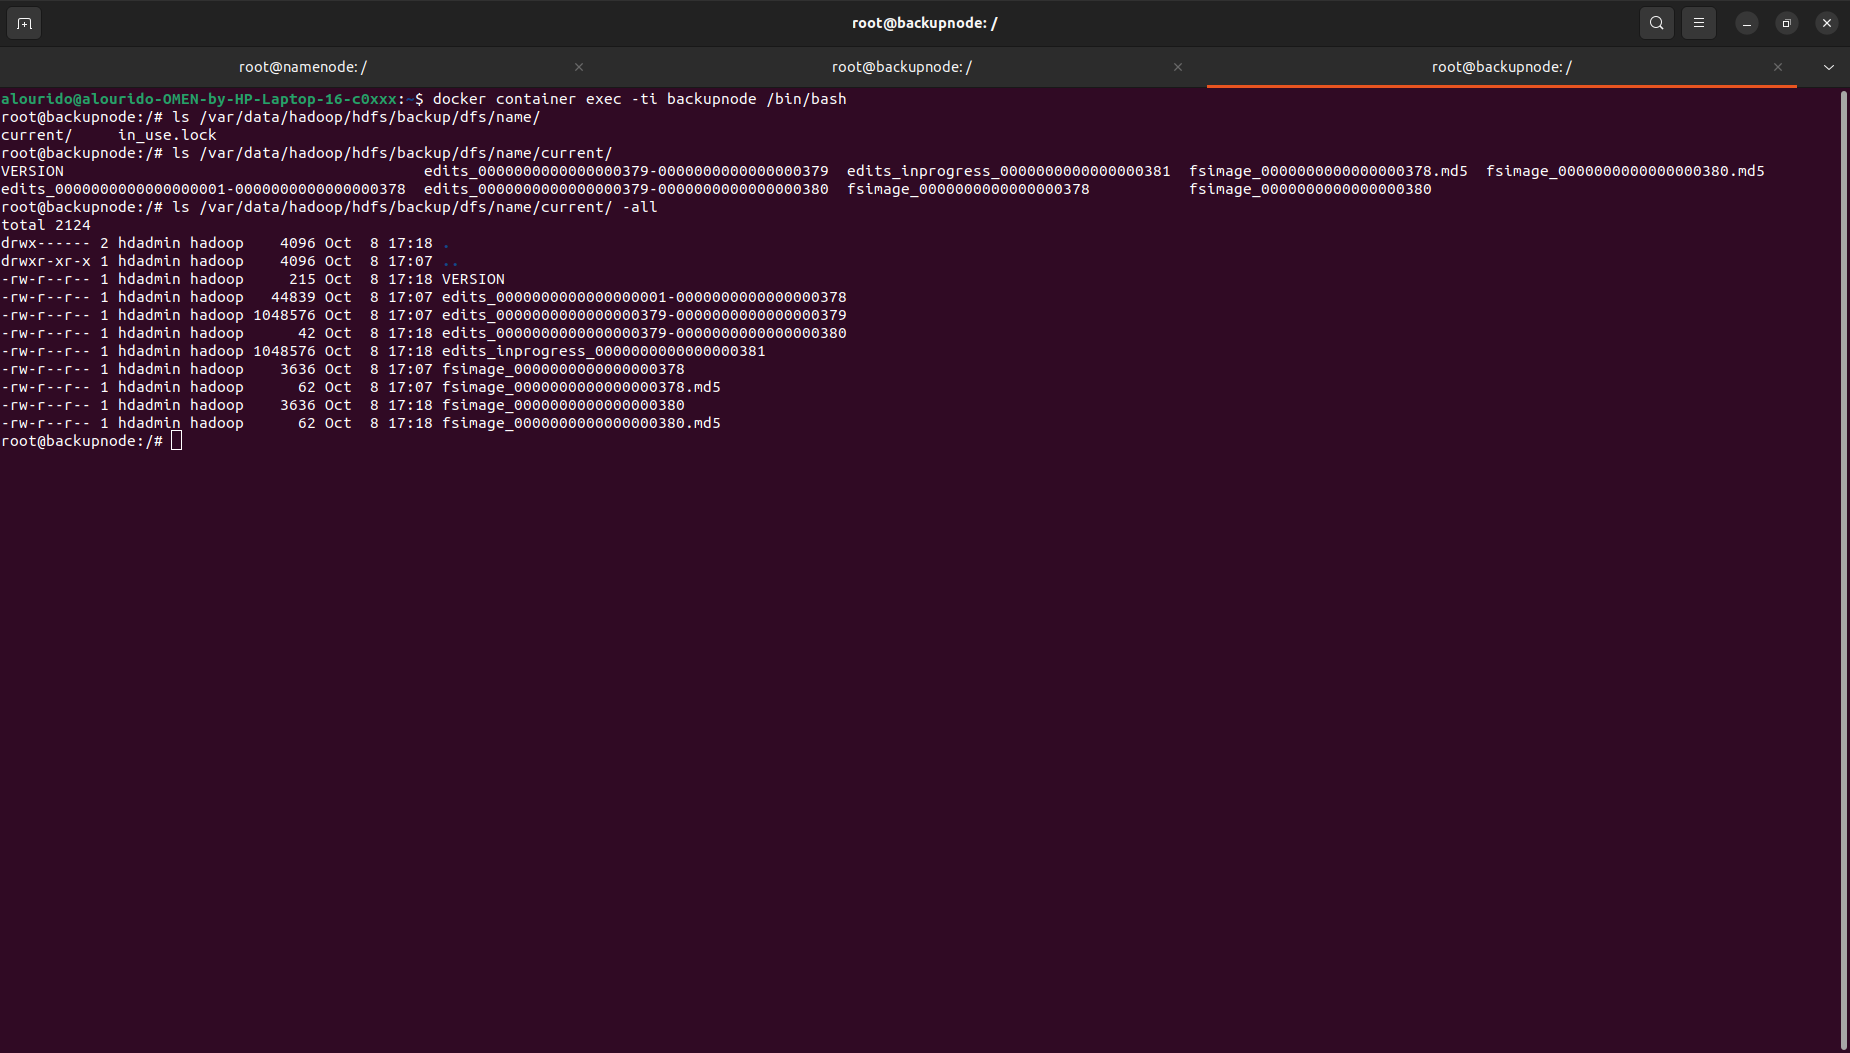 root@backupnode: /
root@namenode: /
root@backupnode: /
root@backupnode: /
alourido@alourido-OMEN-by-HP-Laptop-16-c0xxx:~$ docker container exec -ti backupnode /bin/bash
root@backupnode:/# ls /var/data/hadoop/hdfs/backup/dfs/name/
current/     in_use.lock
root@backupnode:/# ls /var/data/hadoop/hdfs/backup/dfs/name/current/
VERSION                                        edits_0000000000000000379-0000000000000000379  edits_inprogress_0000000000000000381  fsimage_0000000000000000378.md5  fsimage_0000000000000000380.md5
edits_0000000000000000001-0000000000000000378  edits_0000000000000000379-0000000000000000380  fsimage_0000000000000000378           fsimage_0000000000000000380
root@backupnode:/# ls /var/data/hadoop/hdfs/backup/dfs/name/current/ -all
total 2124
drwx------ 2 hdadmin hadoop    4096 Oct  8 17:18 .
drwxr-xr-x 1 hdadmin hadoop    4096 Oct  8 17:07 ..
-rw-r--r-- 1 hdadmin hadoop     215 Oct  8 17:18 VERSION
-rw-r--r-- 1 hdadmin hadoop   44839 Oct  8 17:07 edits_0000000000000000001-0000000000000000378
-rw-r--r-- 1 hdadmin hadoop 1048576 Oct  8 17:07 edits_0000000000000000379-0000000000000000379
-rw-r--r-- 1 hdadmin hadoop      42 Oct  8 17:18 edits_0000000000000000379-0000000000000000380
-rw-r--r-- 1 hdadmin hadoop 1048576 Oct  8 17:18 edits_inprogress_0000000000000000381
-rw-r--r-- 1 hdadmin hadoop    3636 Oct  8 17:07 fsimage_0000000000000000378
-rw-r--r-- 1 hdadmin hadoop      62 Oct  8 17:07 fsimage_0000000000000000378.md5
-rw-r--r-- 1 hdadmin hadoop    3636 Oct  8 17:18 fsimage_0000000000000000380
-rw-r--r-- 1 hdadmin hadoop      62 Oct  8 17:18 fsimage_0000000000000000380.md5
root@backupnode:/#